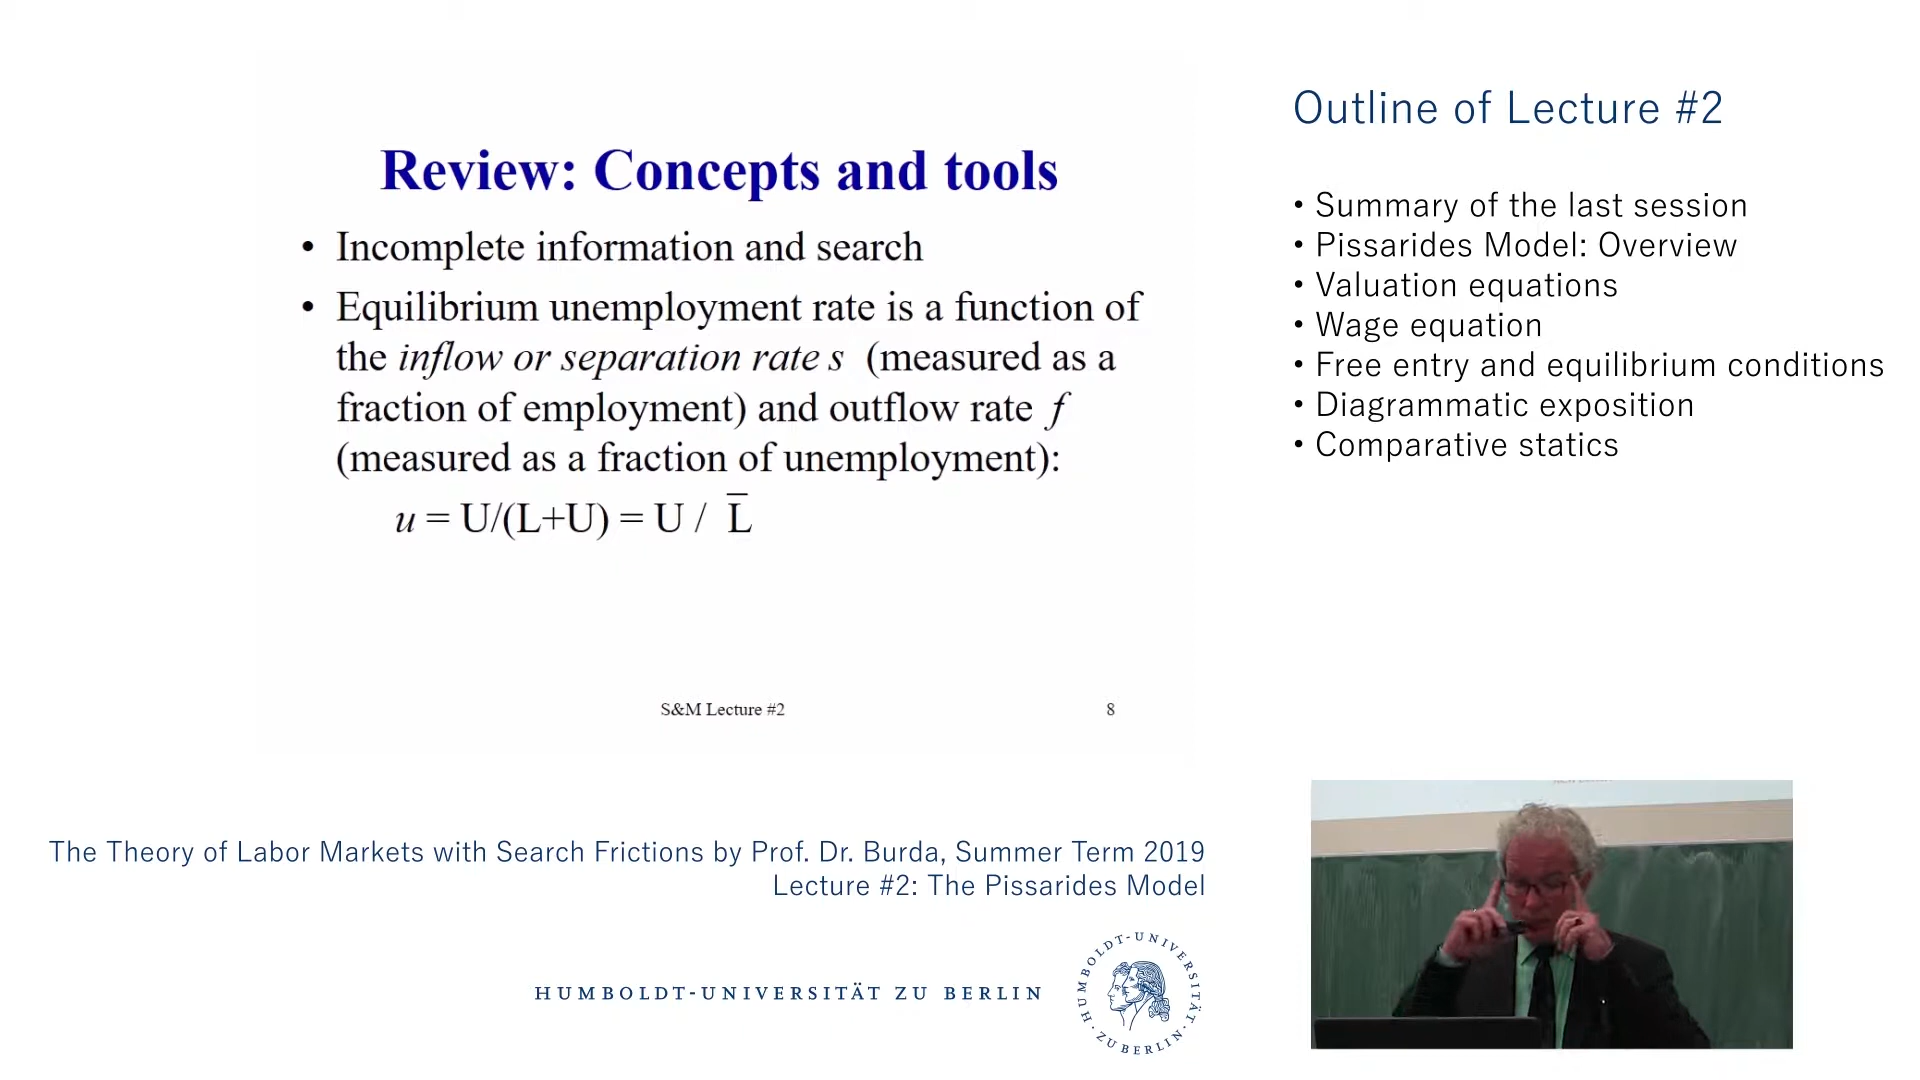 Review: Concepts and tools
• Incomplete information and search
• Equilibrium unemployment rate is a function of
the inflow or separation rate s (measured as a
fraction of employment) and outflow rate f
(measured as a fraction of unemployment):
u = U/(L+U) = U / L̅
S&M Lecture #2
8
Outline of Lecture #2
• Summary of the last session
• Pissarides Model: Overview
• Valuation equations
• Wage equation
• Free entry and equilibrium conditions
• Diagrammatic exposition
• Comparative statics
The Theory of Labor Markets with Search Frictions by Prof. Dr. Burda, Summer Term 2019
Lecture #2: The Pissarides Model
HUMBOLDT-UNIVERSITÄT ZU BERLIN
HUMBOLDT-UNIVERSITÄT · ZU BERLIN ·